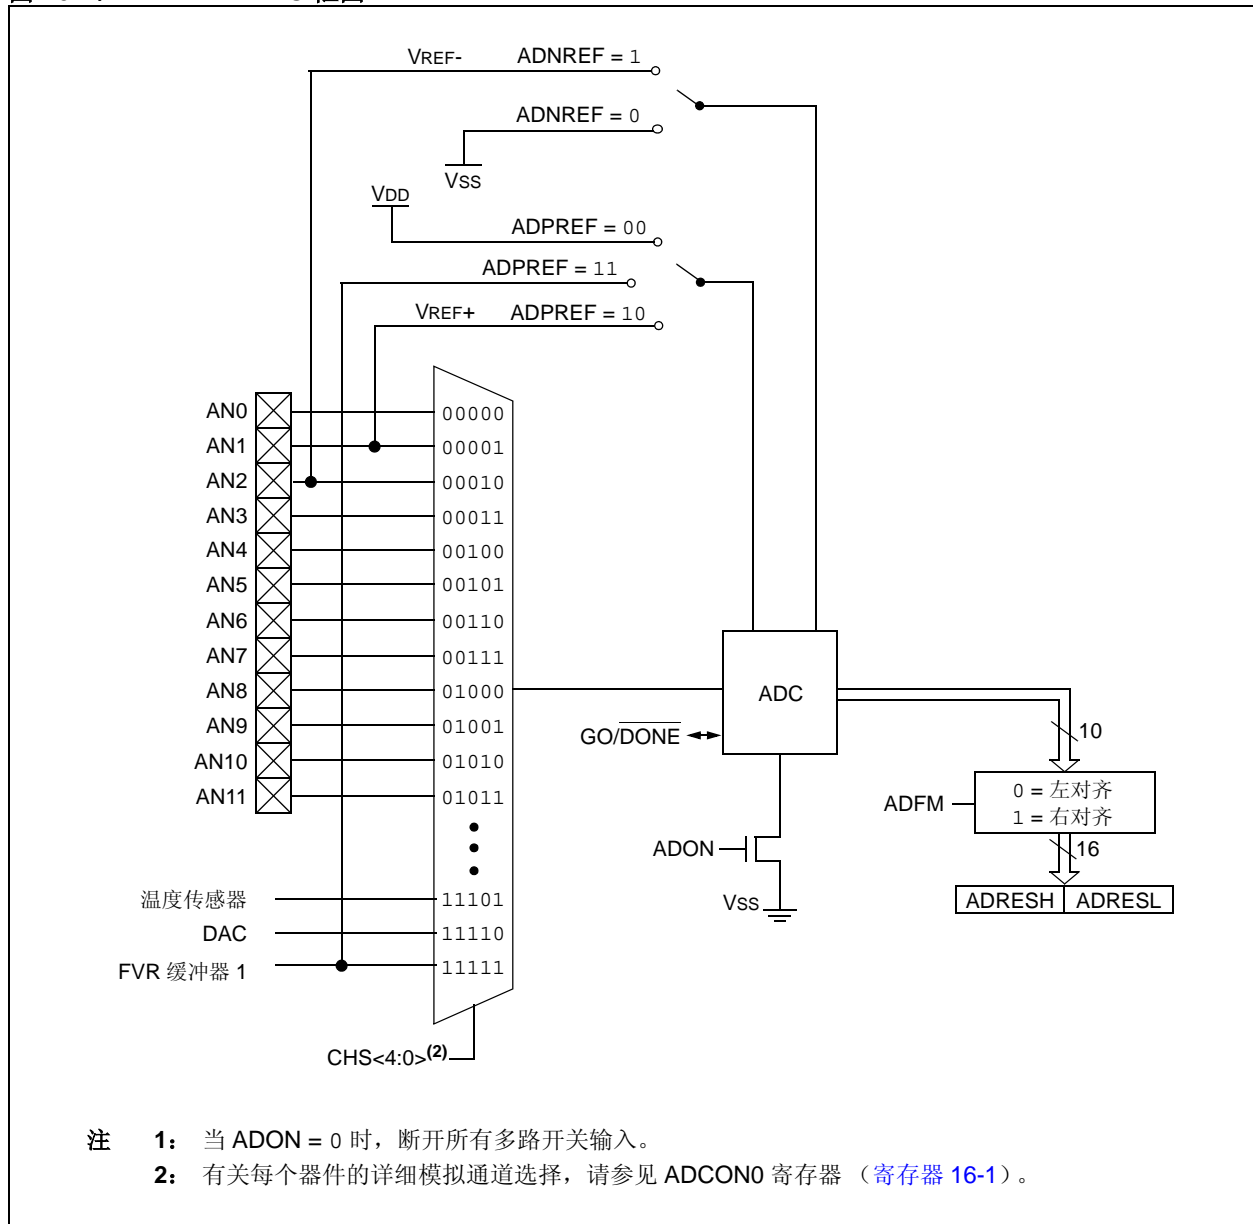 VREF- ADNREF = 1
ADNREF = 0
VSS
VDD
ADPREF = 00
ADPREF = 11
VREF+ ADPREF = 10
AN0 00000
AN1 00001
AN2 00010
AN3 00011
AN4 00100
AN5 00101
AN6 00110
AN7 00111
AN8 01000
AN9 01001
AN10 01010
AN11 01011
温度传感器 11101
DAC 11110
FVR 缓冲器 1 11111
CHS<4:0>(2)
ADC
GO/DONE
ADON
VSS
10
ADFM
0 = 左对齐
1 = 右对齐
16
ADRESH ADRESL
注 1: 当 ADON = 0 时,断开所有多路开关输入。
2: 有关每个器件的详细模拟通道选择,请参见 ADCON0 寄存器 (寄存器 16-1)。